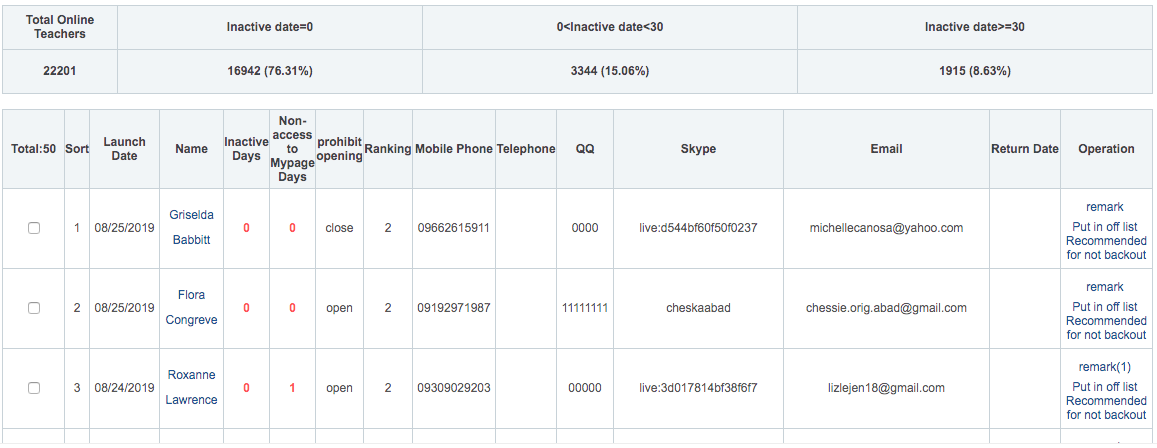 Total Online Teachers Inactive date=0 0<Inactive date<30 Inactive date>=30
22201 16942 (76.31%) 3344 (15.06%) 1915 (8.63%)
Total:50 Sort Launch Date Name Inactive Days Non-access to Mypage Days prohibit opening Ranking Mobile Phone Telephone QQ Skype Email Return Date Operation
1 08/25/2019 Griselda Babbitt 0 0 close 2 09662615911 0000 live:d544bf60f50f0237 michellecanosa@yahoo.com remark Put in off list Recommended for not backout
2 08/25/2019 Flora Congreve 0 0 open 2 09192971987 11111111 cheskaabad chessie.orig.abad@gmail.com remark Put in off list Recommended for not backout
3 08/24/2019 Roxanne Lawrence 0 1 open 2 09309029203 00000 live:3d017814bf38f6f7 lizlejen18@gmail.com remark(1) Put in off list Recommended for not backout